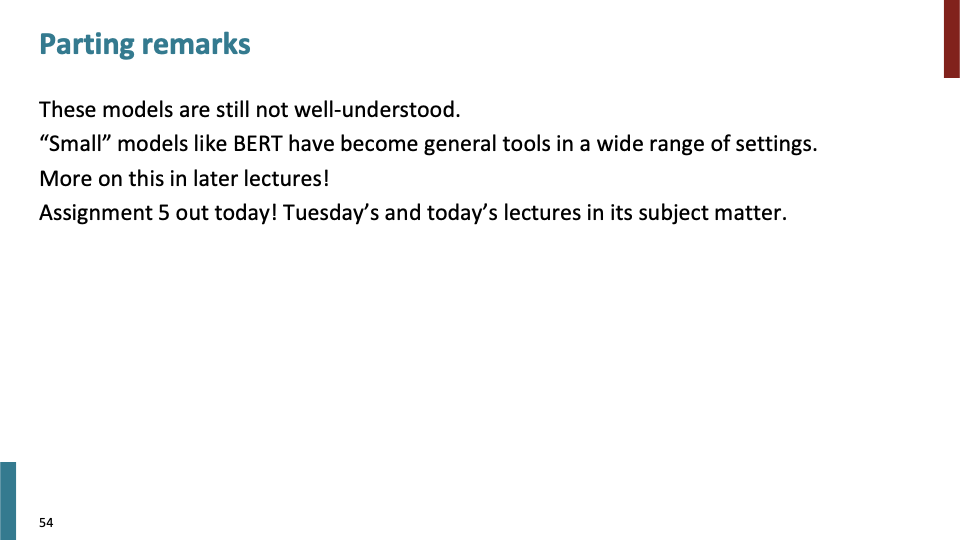 Parting remarks
These models are still not well-understood.
“Small” models like BERT have become general tools in a wide range of settings.
More on this in later lectures!
Assignment 5 out today! Tuesday’s and today’s lectures in its subject matter.
54